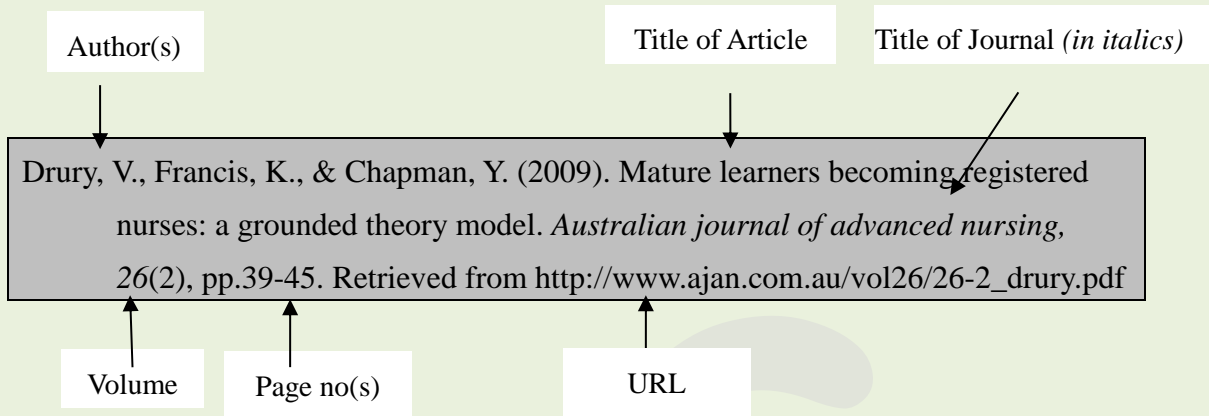 Author(s)
Title of Article
Title of Journal (in italics)
Drury, V., Francis, K., & Chapman, Y. (2009). Mature learners becoming registered
nurses: a grounded theory model. Australian journal of advanced nursing,
26(2), pp.39-45. Retrieved from http://www.ajan.com.au/vol26/26-2_drury.pdf
Volume
Page no(s)
URL